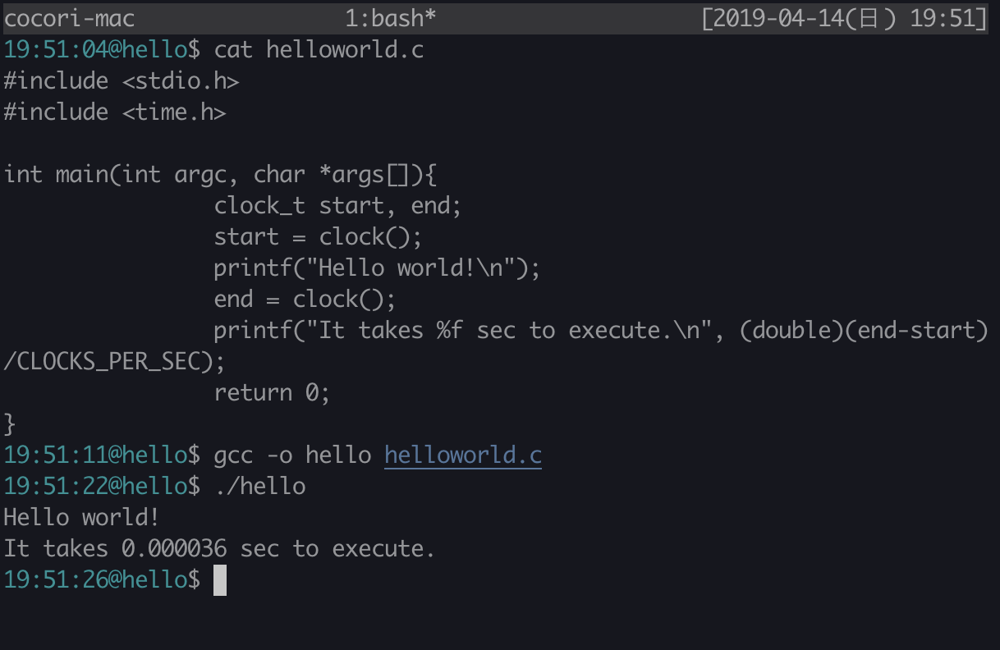 cocori-mac 1:bash* [2019-04-14(日) 19:51]
19:51:04@hello$ cat helloworld.c
#include <stdio.h>
#include <time.h>

int main(int argc, char *args[]){
                clock_t start, end;
                start = clock();
                printf("Hello world!\n");
                end = clock();
                printf("It takes %f sec to execute.\n", (double)(end-start)
/CLOCKS_PER_SEC);
                return 0;
}
19:51:11@hello$ gcc -o hello helloworld.c
19:51:22@hello$ ./hello
Hello world!
It takes 0.000036 sec to execute.
19:51:26@hello$